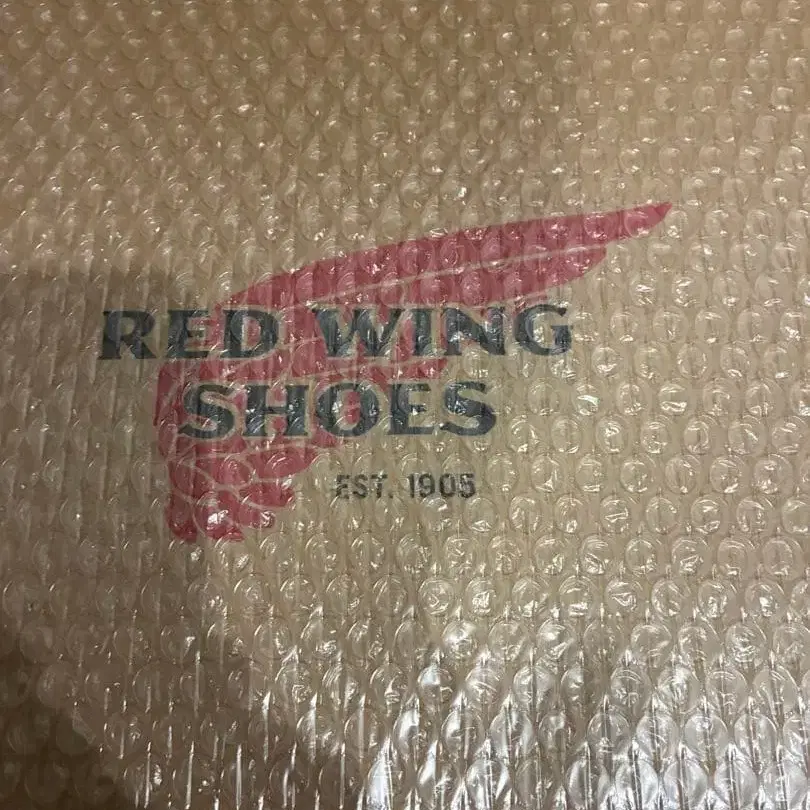 RED WING
SHOES
EST. 1905